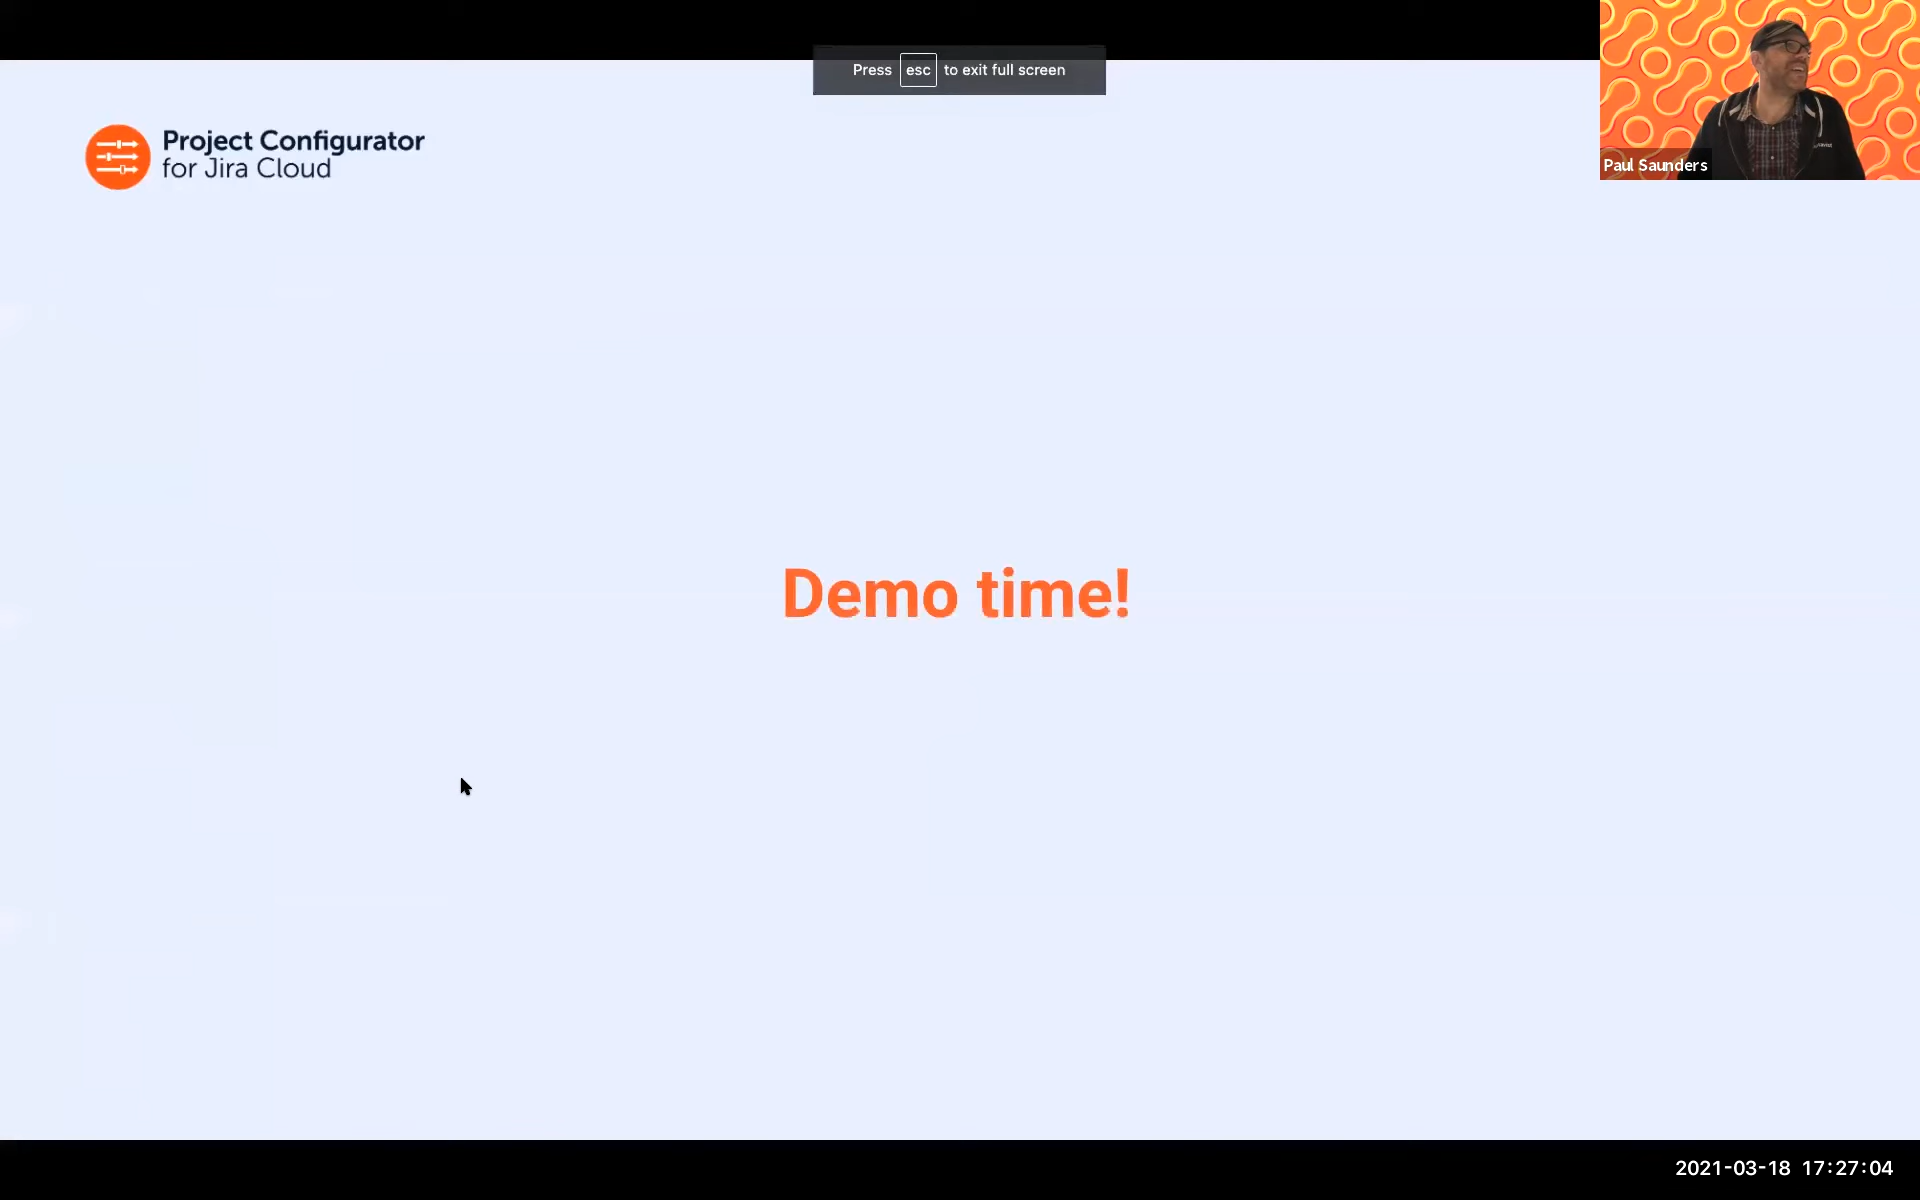 Press esc to exit full screen
Project Configurator
for Jira Cloud
Paul Saunders
Demo time!
2021-03-18 17:27:04